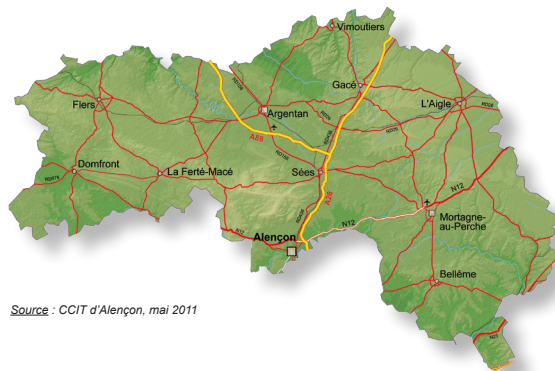 Vimoutiers
Gacé
L'Aigle
Flers
Argentan
A88
Domfront
La Ferté-Macé
Sées
A28
N12
N12
N12
Mortagne-
au-Perche
Alençon
Bellême
Source : CCIT d'Alençon, mai 2011